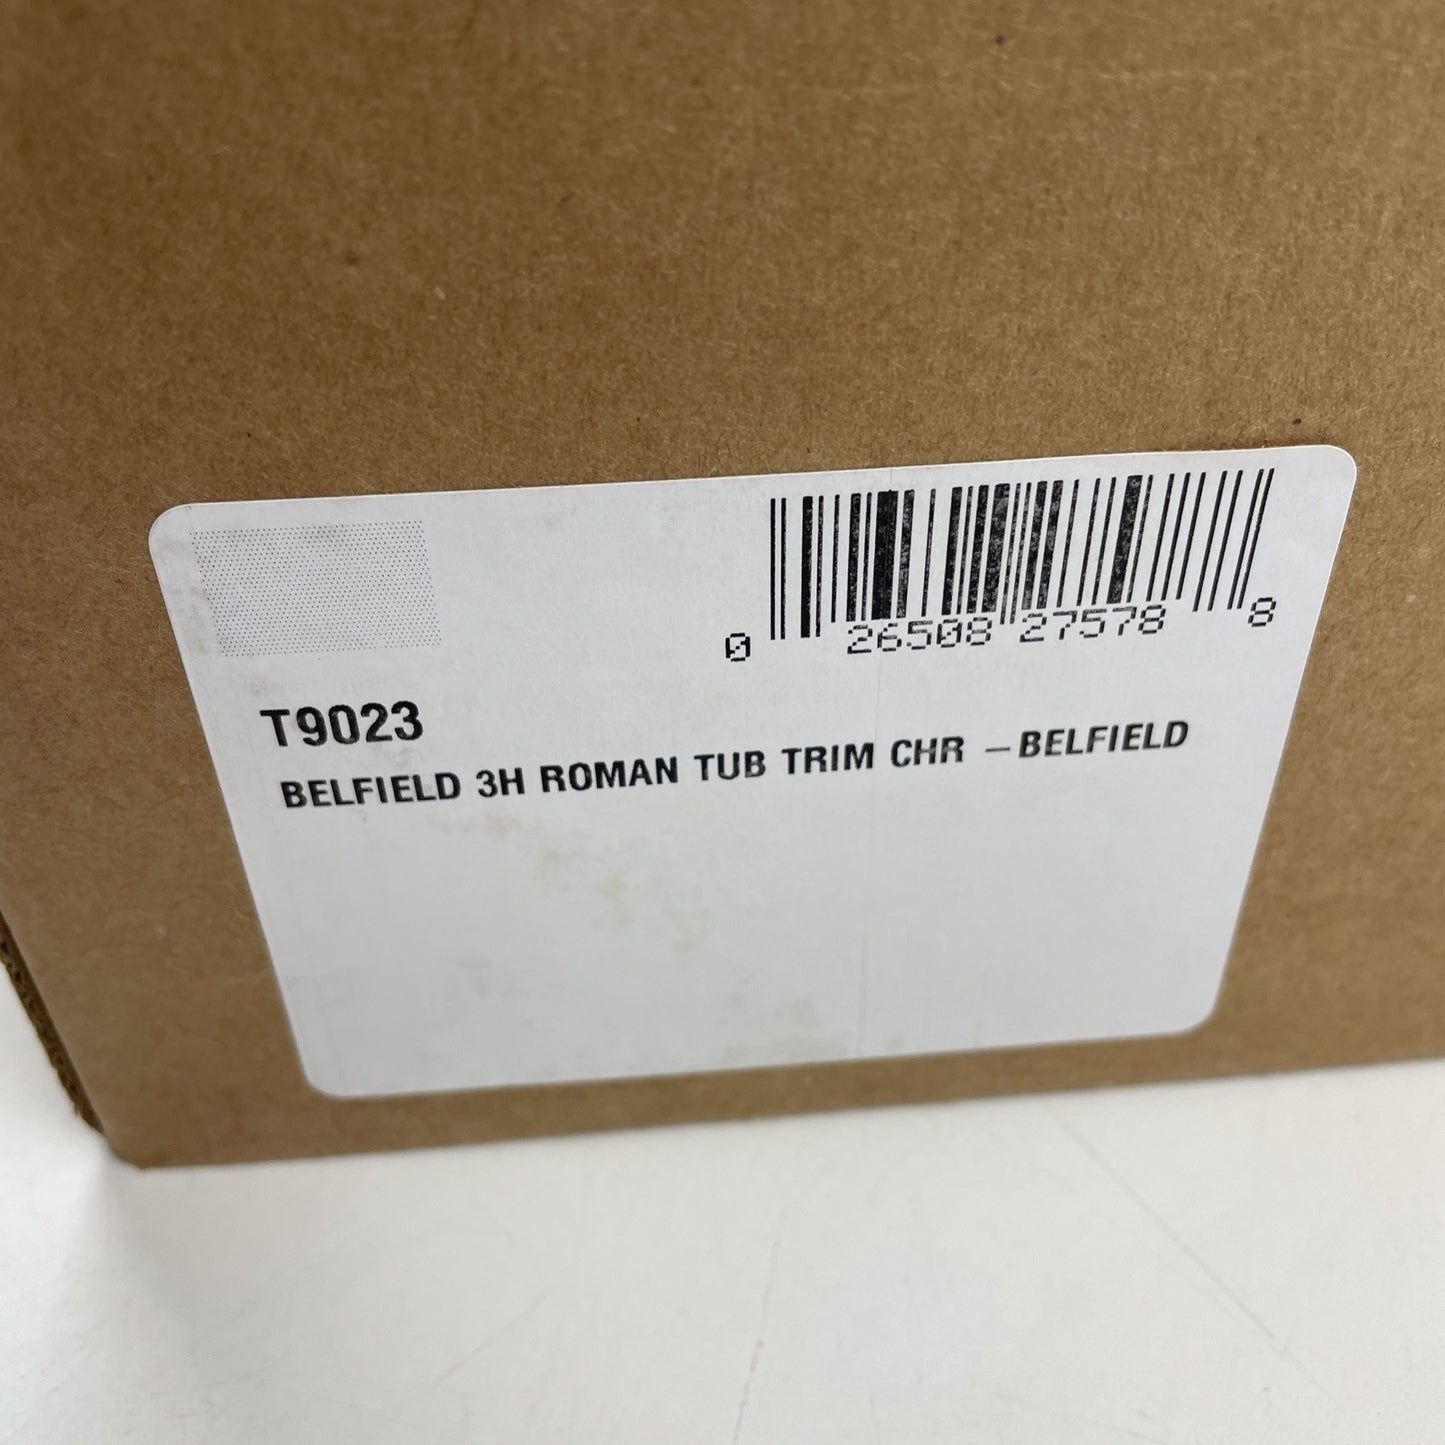 0 26508 27578 8
T9023
BELFIELD 3H ROMAN TUB TRIM CHR –BELFIELD